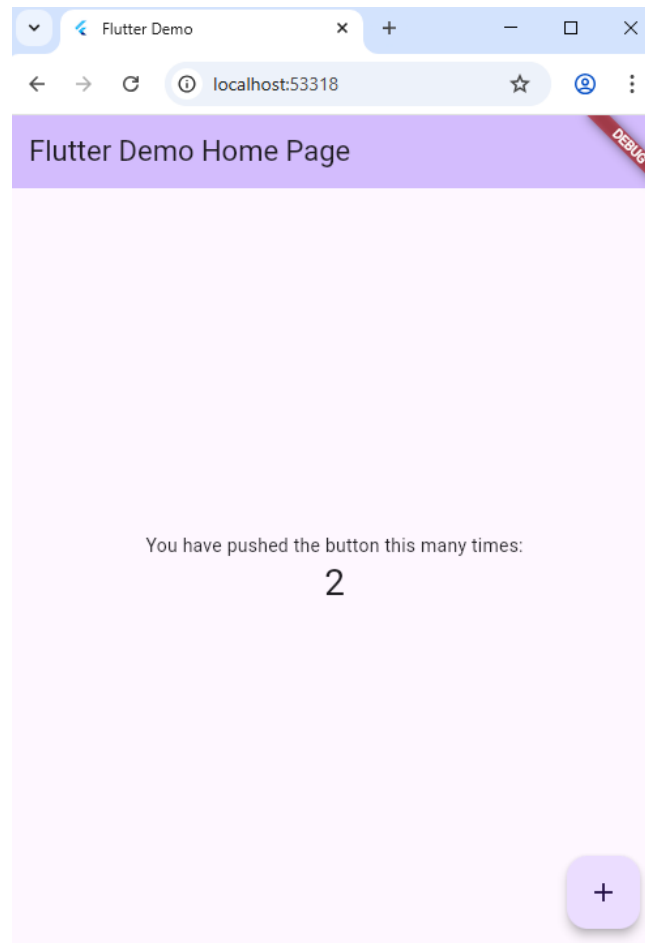 Flutter Demo
localhost:53318
Flutter Demo Home Page
DEBUG
You have pushed the button this many times:
2